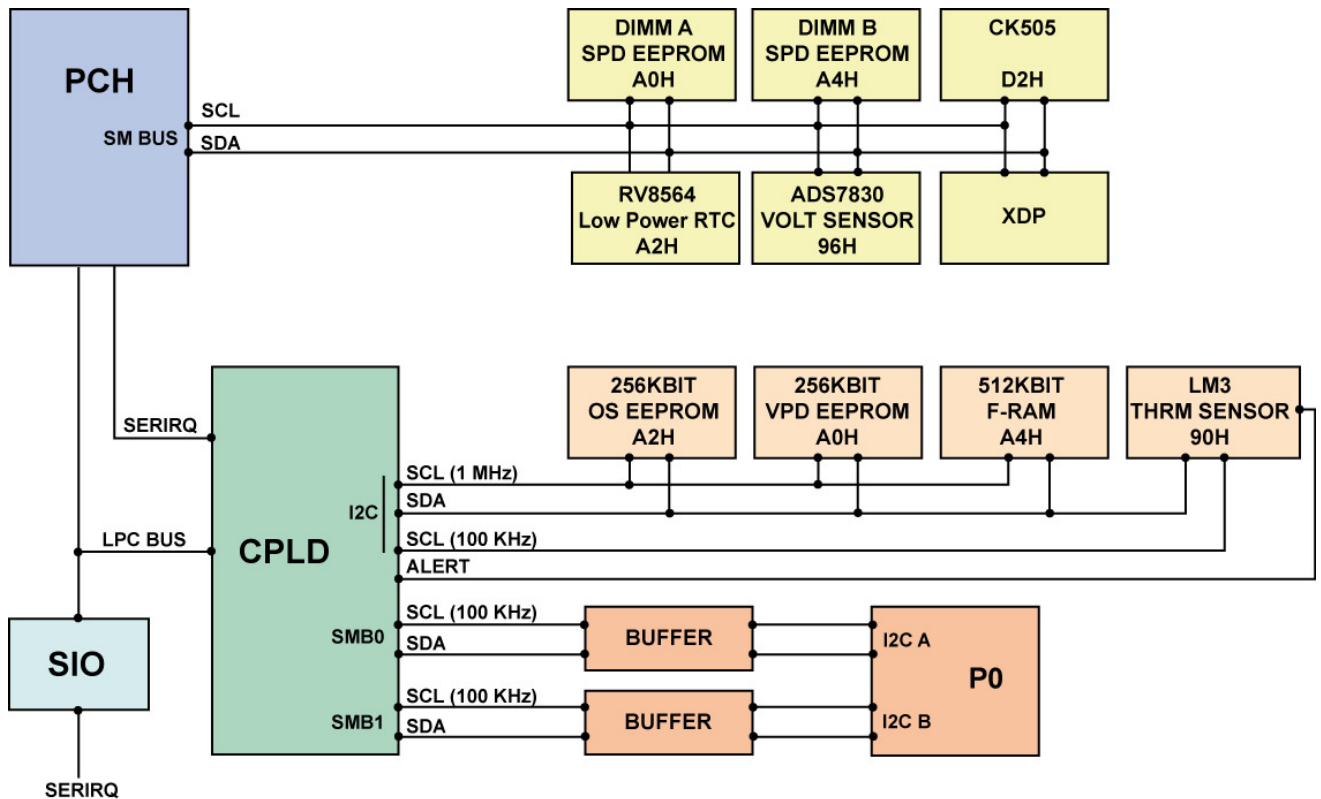 PCH
SM BUS
SCL
SDA
DIMM A
SPD EEPROM
A0H
DIMM B
SPD EEPROM
A4H
CK505
D2H
RV8564
Low Power RTC
A2H
ADS7830
VOLT SENSOR
96H
XDP
SERIRQ
LPC BUS
CPLD
I2C
SCL (1 MHz)
SDA
SCL (100 KHz)
ALERT
256KBIT
OS EEPROM
A2H
256KBIT
VPD EEPROM
A0H
512KBIT
F-RAM
A4H
LM3
THRM SENSOR
90H
SMB0
SCL (100 KHz)
SDA
BUFFER
I2C A
P0
SMB1
SCL (100 KHz)
SDA
BUFFER
I2C B
SIO
SERIRQ